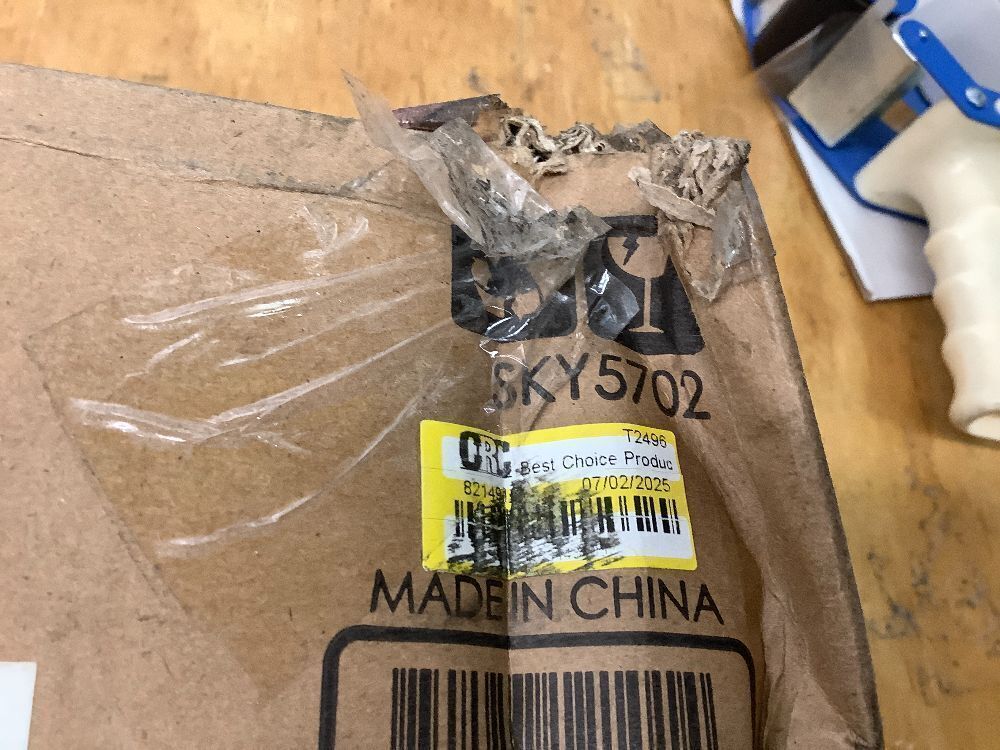 SKY5702
CRC
T2496
Best Choice Produc
07/02/2025
MADE IN CHINA